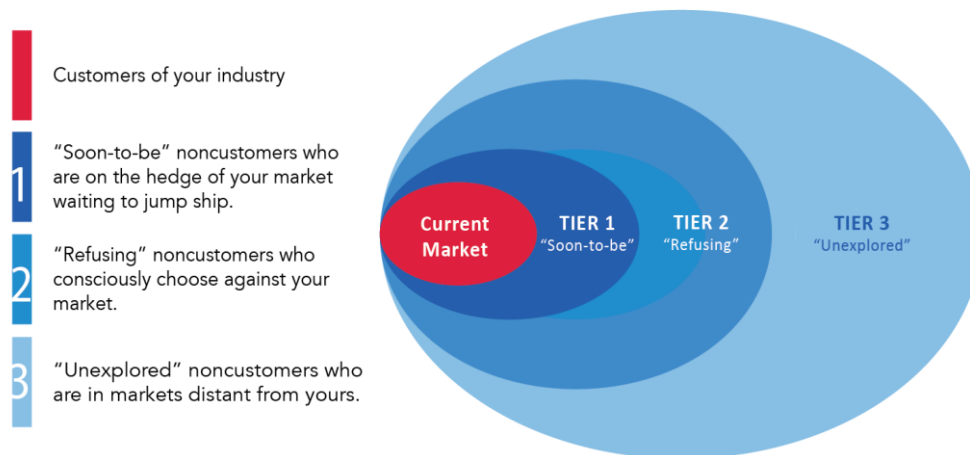 Customers of your industry
1
“Soon-to-be” noncustomers who
are on the hedge of your market
waiting to jump ship.
2
“Refusing” noncustomers who
consciously choose against your
market.
3
“Unexplored” noncustomers who
are in markets distant from yours.
Current
Market
TIER 1
“Soon-to-be”
TIER 2
“Refusing”
TIER 3
“Unexplored”